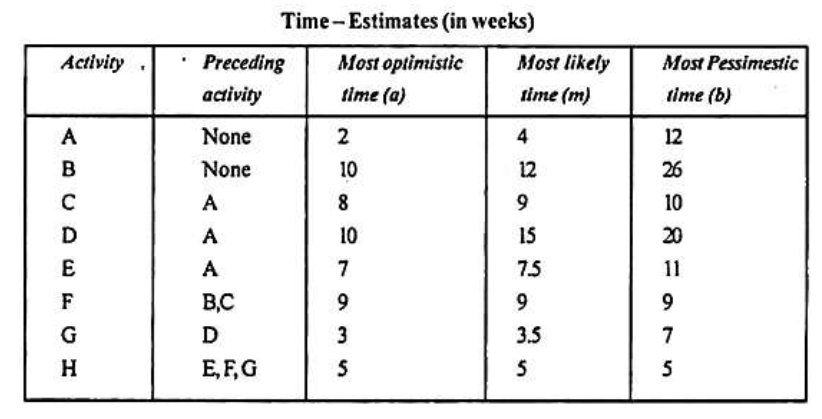 Time – Estimates (in weeks)
Activity Preceding activity Most optimistic time (a) Most likely time (m) Most Pessimestic time (b)
A None 2 4 12
B None 10 12 26
C A 8 9 10
D A 10 15 20
E A 7 7.5 11
F B,C 9 9 9
G D 3 3.5 7
H E, F, G 5 5 5